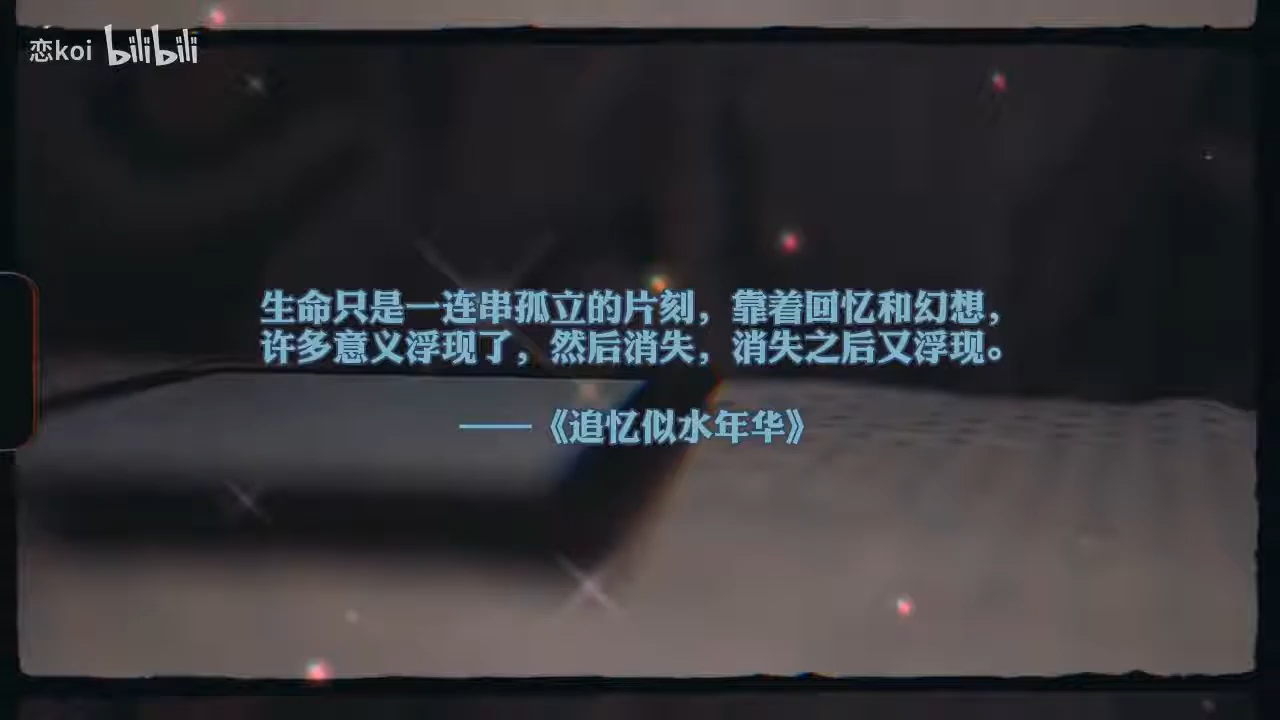 恋koi bilibili
生命只是一连串孤立的片刻，靠着回忆和幻想，
许多意义浮现了，然后消失，消失之后又浮现。
——《追忆似水年华》